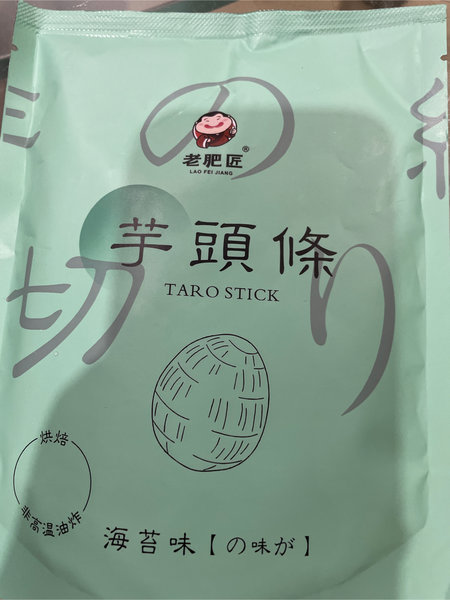 の
老肥匠®
LAO FEI JIANG
芋頭條
TARO STICK
切り
烘焙
非高温油炸
海苔味【の味が】